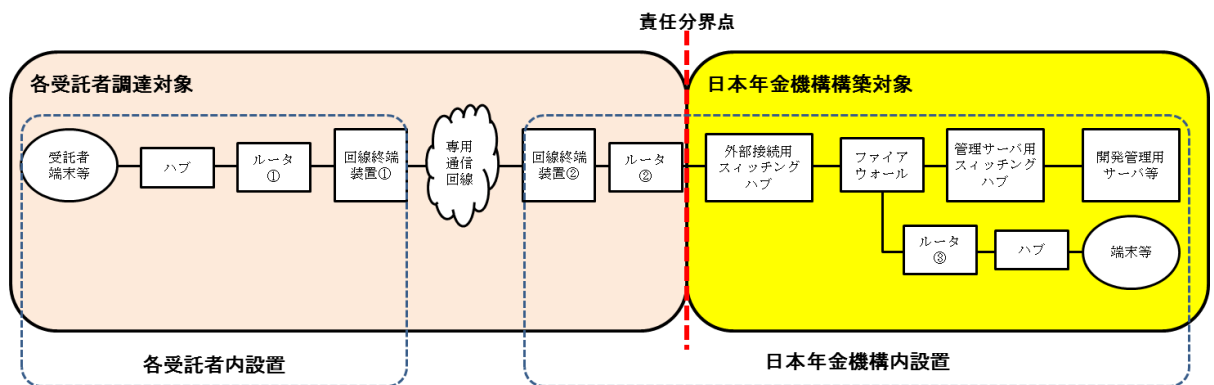 責任分界点
各受託者調達対象
日本年金機構構築対象
受託者
端末等
ハブ
ルータ
①
回線終端
装置①
専用
通信
回線
回線終端
装置②
ルータ
②
外部接続用
スイッチング
ハブ
ファイア
ウォール
管理サーバ用
スィッチング
ハブ
開発管理用
サーバ等
ルータ
③
ハブ
端末等
各受託者内設置
日本年金機構内設置